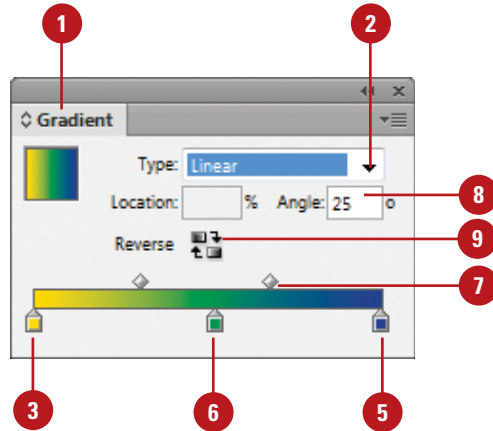 1 2
Gradient
Type: Linear
Location: % Angle: 25 o 8
Reverse 9
7
3 6 5